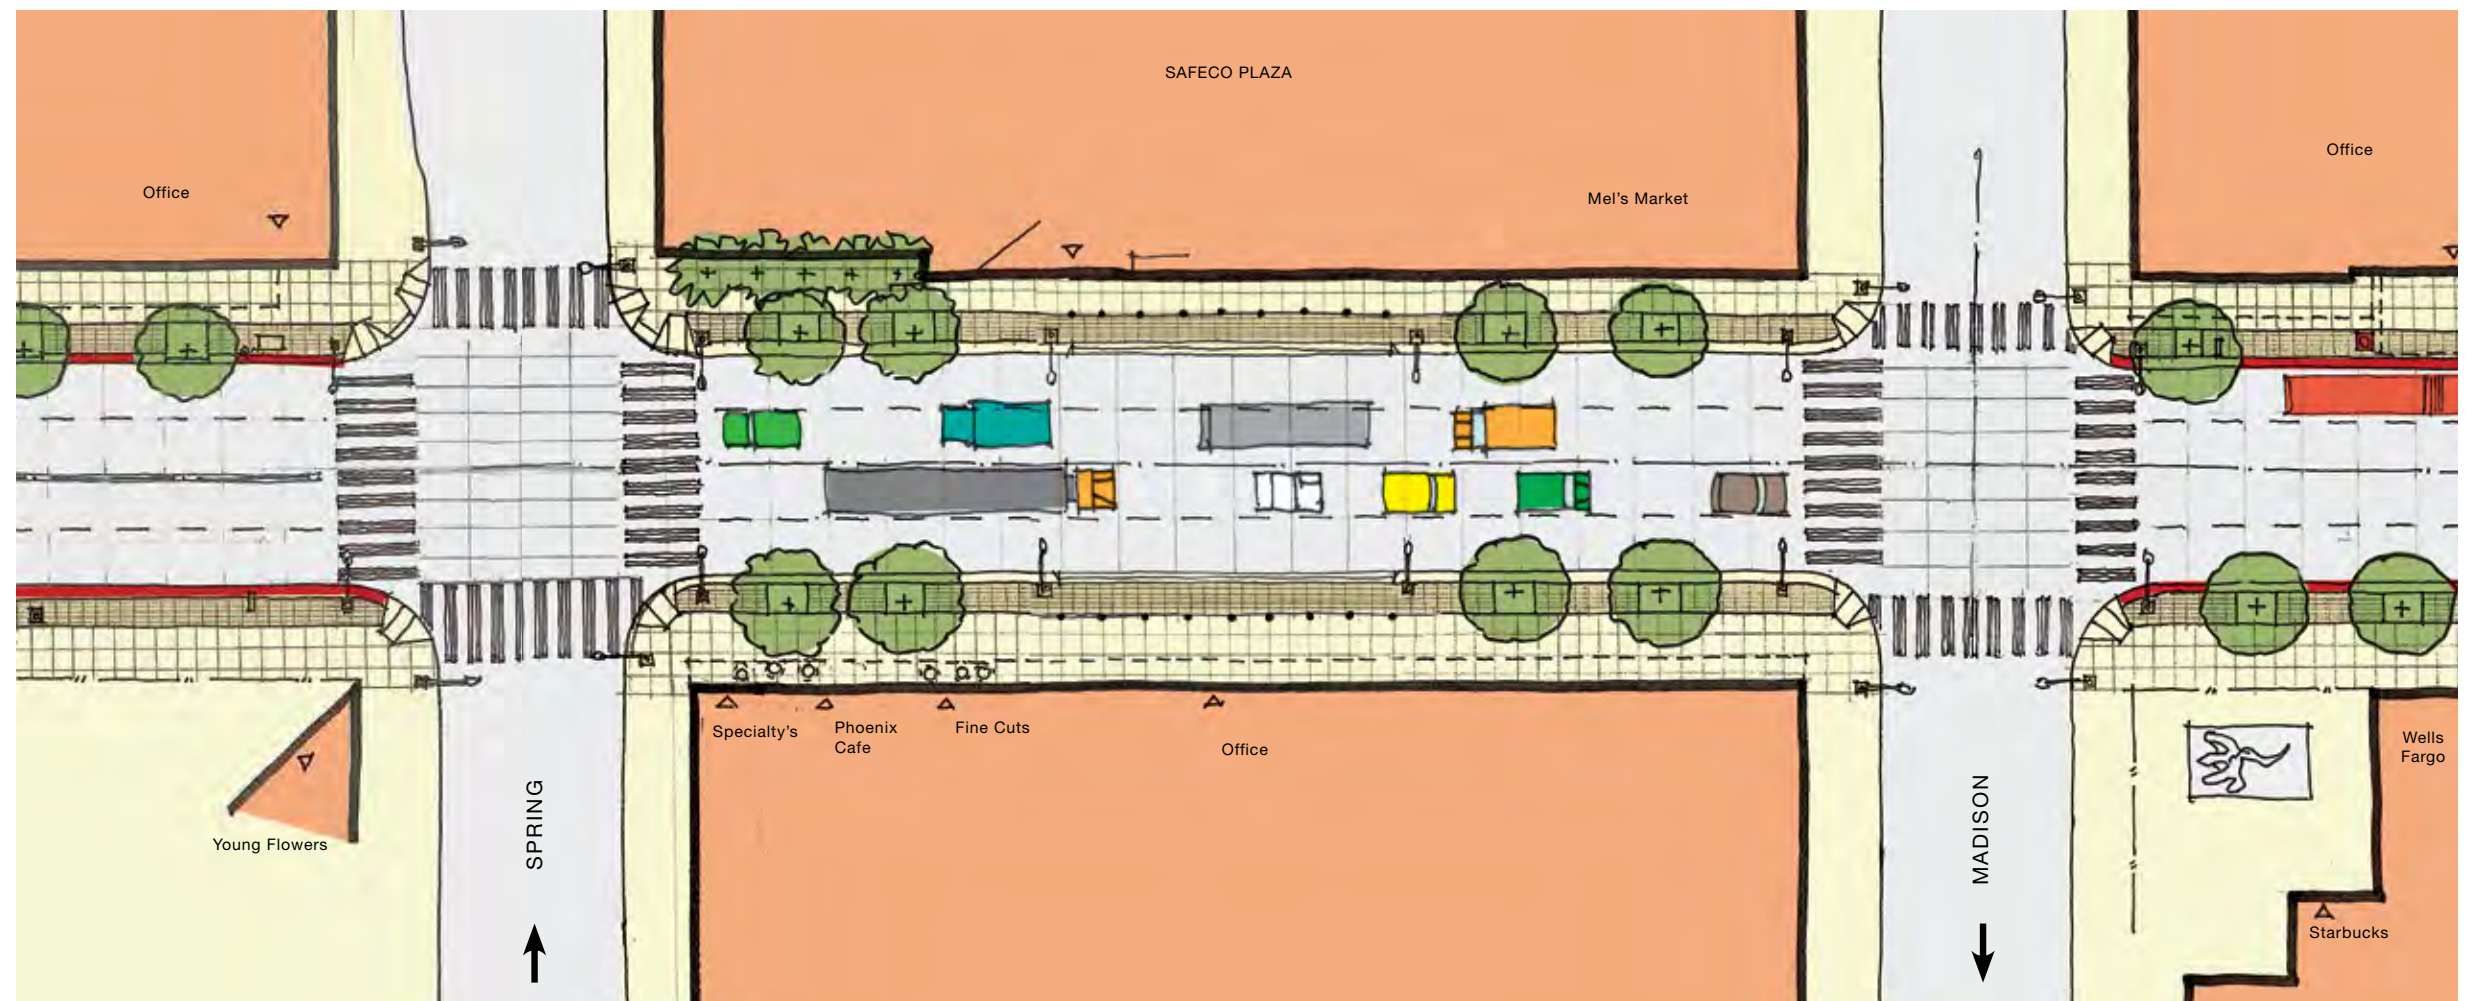 SAFECO PLAZA
Office
Office
Mel's Market
Specialty's
Phoenix
Cafe
Fine Cuts
Office
Wells
Fargo
Young Flowers
SPRING
MADISON
Starbucks